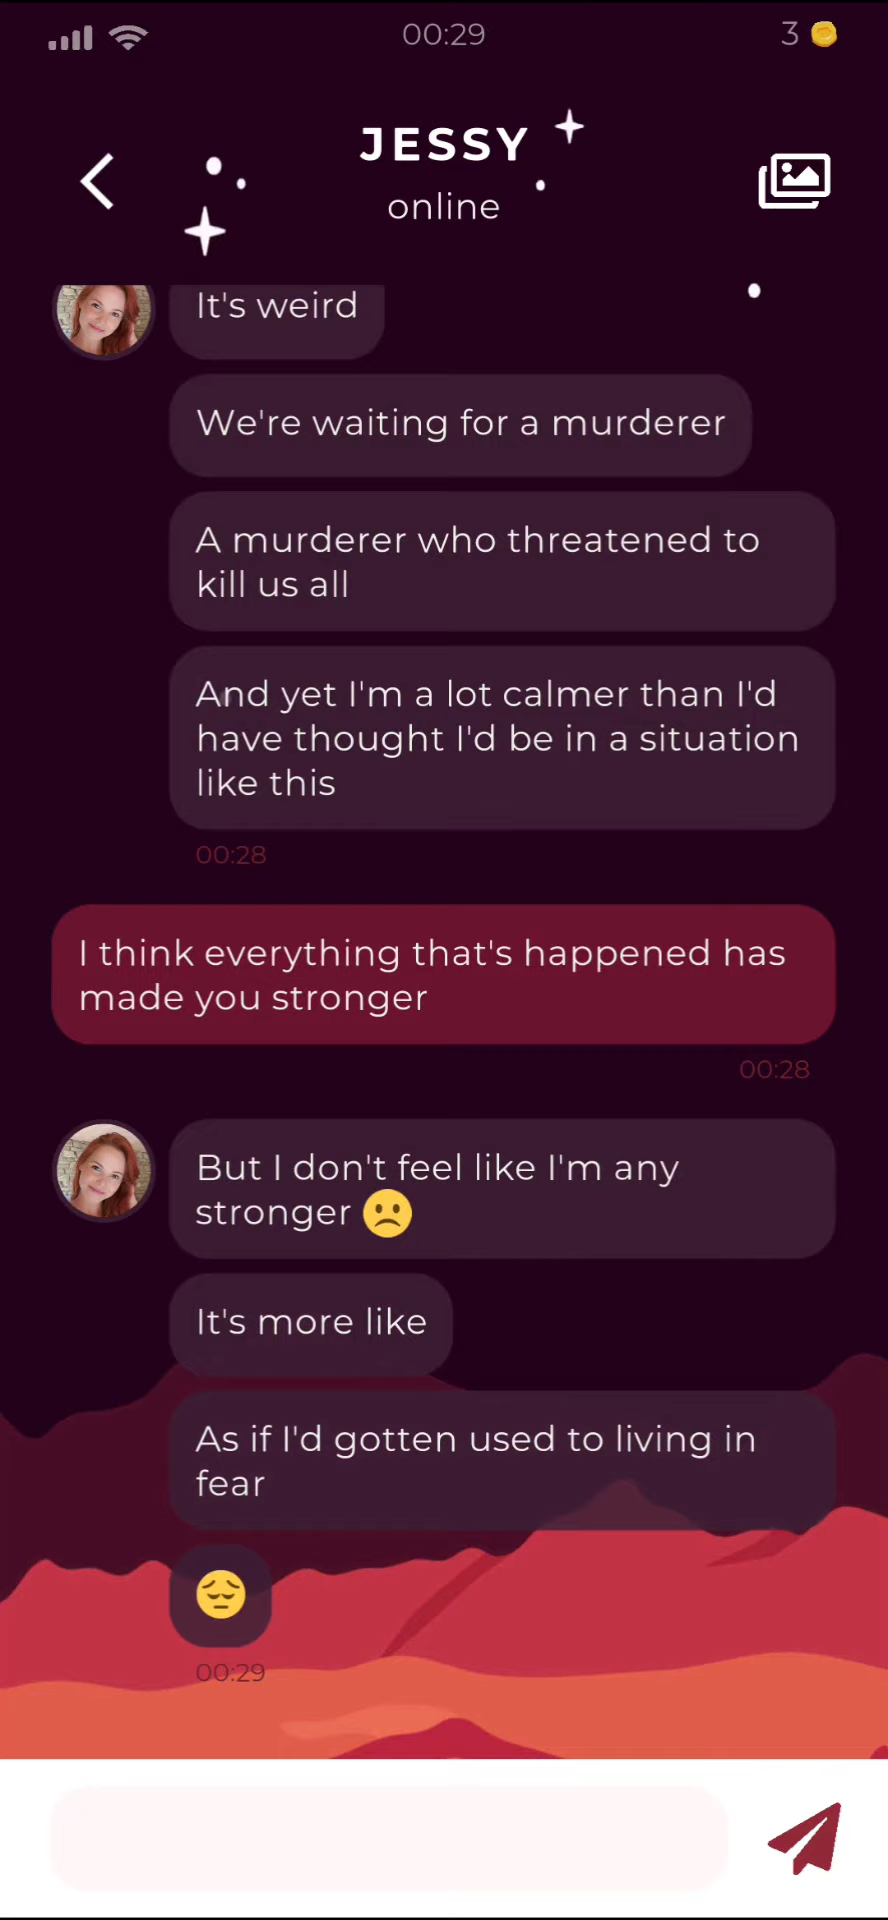 00:29
3
JESSY
online
It's weird
We're waiting for a murderer
A murderer who threatened to
kill us all
And yet I'm a lot calmer than I'd
have thought I'd be in a situation
like this
00:28
I think everything that's happened has
made you stronger
00:28
But I don't feel like I'm any
stronger ☹️
It's more like
As if I'd gotten used to living in
fear
😔
00:29